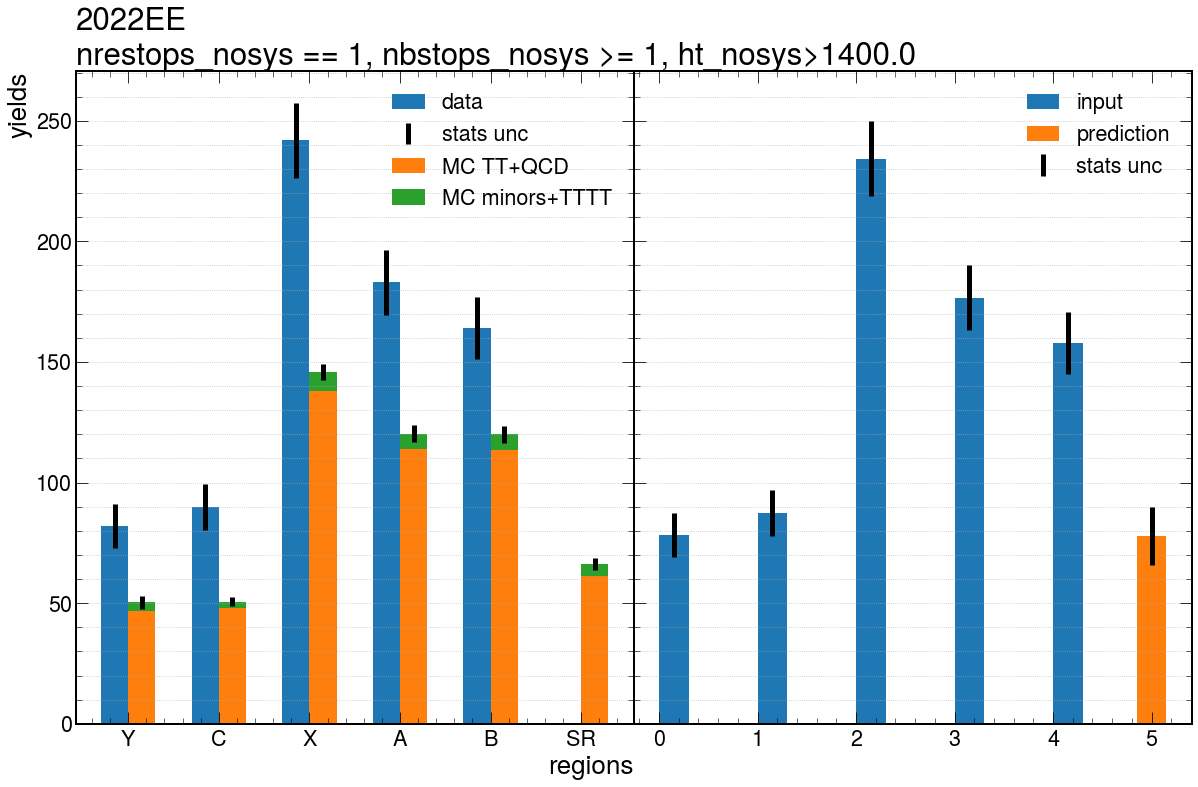 2022EE
nrestops_nosys == 1, nbstops_nosys >= 1, ht_nosys>1400.0
yields
250
200
150
100
50
0
data
stats unc
MC TT+QCD
MC minors+TTTT
input
prediction
stats unc
Y C X A B SR 0 1 2 3 4 5
regions